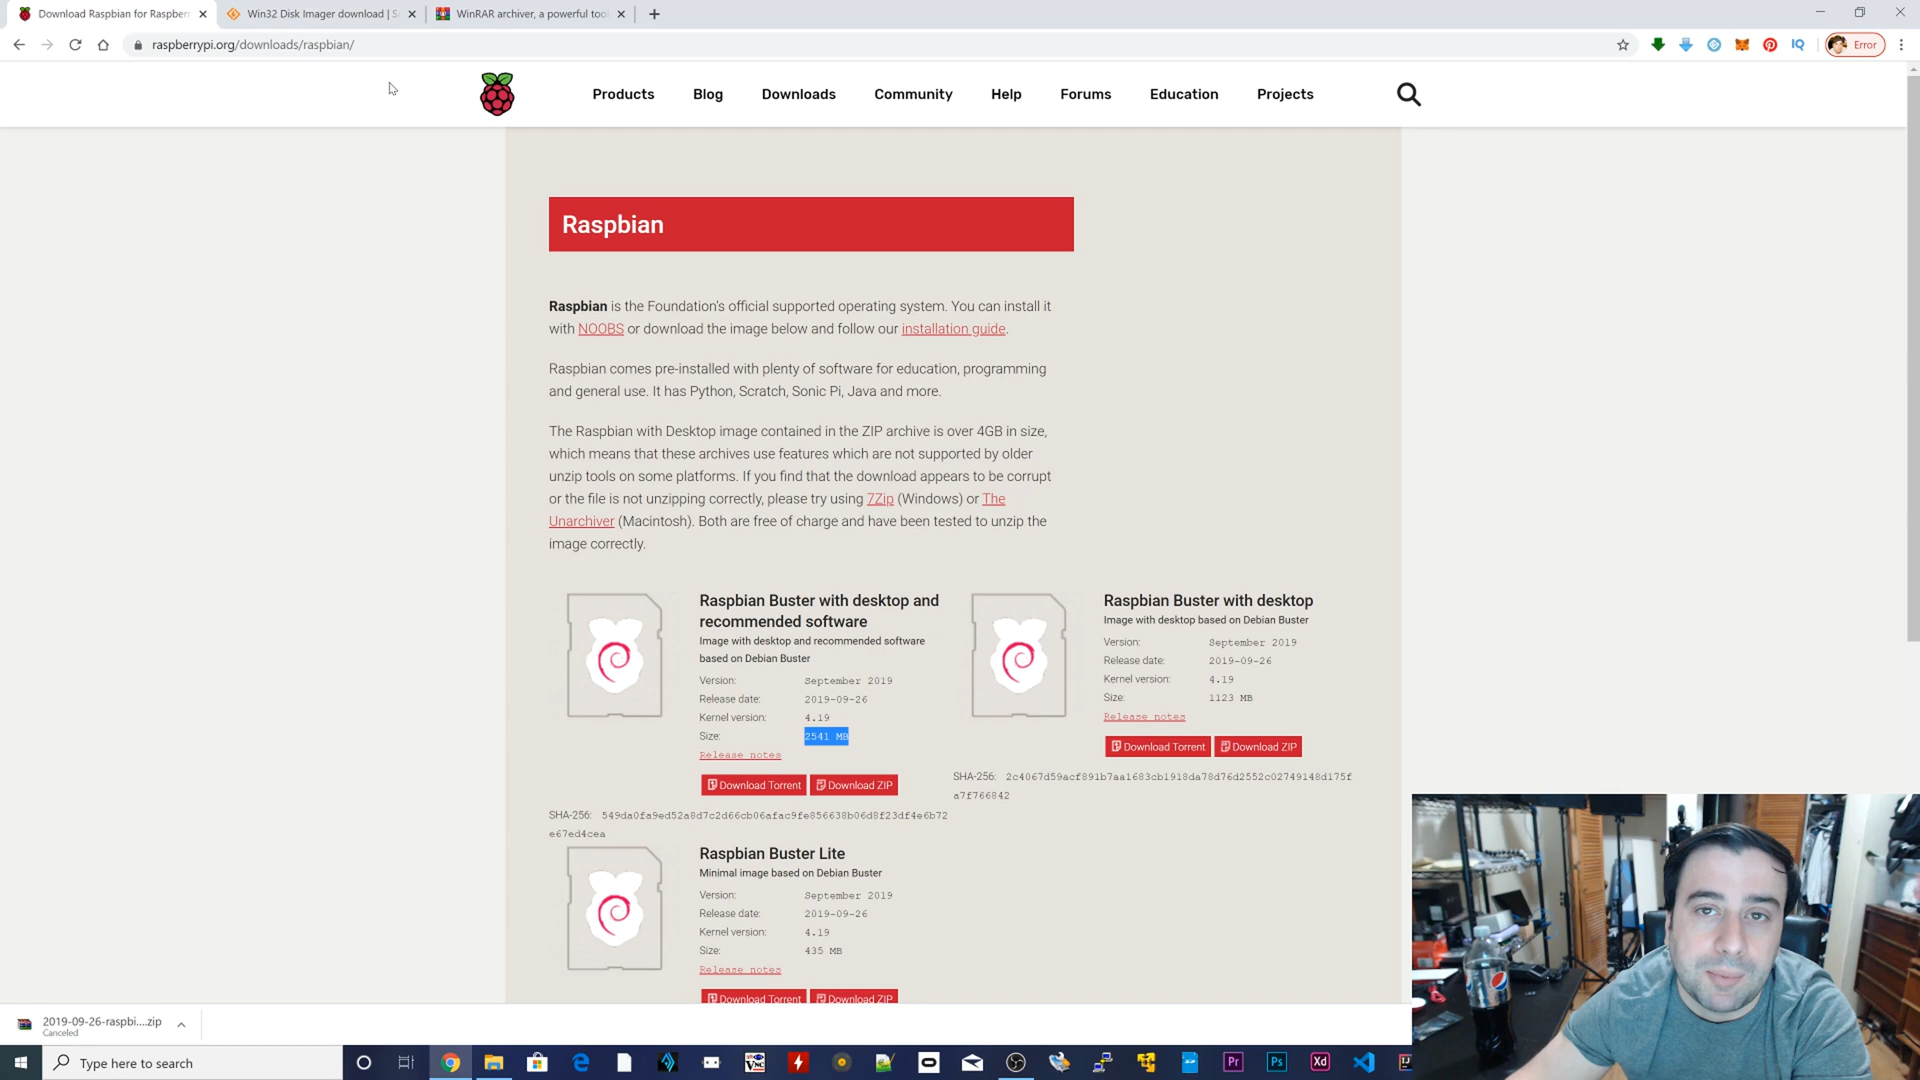 Download Raspbian for Raspberr
Win32 Disk Imager download | S
WinRAR archiver, a powerful too
raspberrypi.org/downloads/raspbian/
Error
Products
Blog
Downloads
Community
Help
Forums
Education
Projects
Raspbian
Raspbian is the Foundation's official supported operating system. You can install it
with NOOBS or download the image below and follow our installation guide.
Raspbian comes pre-installed with plenty of software for education, programming
and general use. It has Python, Scratch, Sonic Pi, Java and more.
The Raspbian with Desktop image contained in the ZIP archive is over 4GB in size,
which means that these archives use features which are not supported by older
unzip tools on some platforms. If you find that the download appears to be corrupt
or the file is not unzipping correctly, please try using 7Zip (Windows) or The
Unarchiver (Macintosh). Both are free of charge and have been tested to unzip the
image correctly.
Raspbian Buster with desktop and
recommended software
Image with desktop and recommended software
based on Debian Buster
Version: September 2019
Release date: 2019-09-26
Kernel version: 4.19
Size: 2541 MB
Release notes
Download Torrent Download ZIP
SHA-256: 549da0fa9ed52a8d7c2d66cb06afac9fe856638b06d8f23df4e6b72
e67ed4cea
Raspbian Buster with desktop
Image with desktop based on Debian Buster
Version: September 2019
Release date: 2019-09-26
Kernel version: 4.19
Size: 1123 MB
Release notes
Download Torrent Download ZIP
SHA-256: 2c4067d59acf891b7aa1683cb1918da78d76d2552c02749148d175f
a7f766842
Raspbian Buster Lite
Minimal image based on Debian Buster
Version: September 2019
Release date: 2019-09-26
Kernel version: 4.19
Size: 435 MB
Release notes
Download Torrent Download ZIP
2019-09-26-raspbi....zip
Canceled
Type here to search
Pr
Ps
Xd